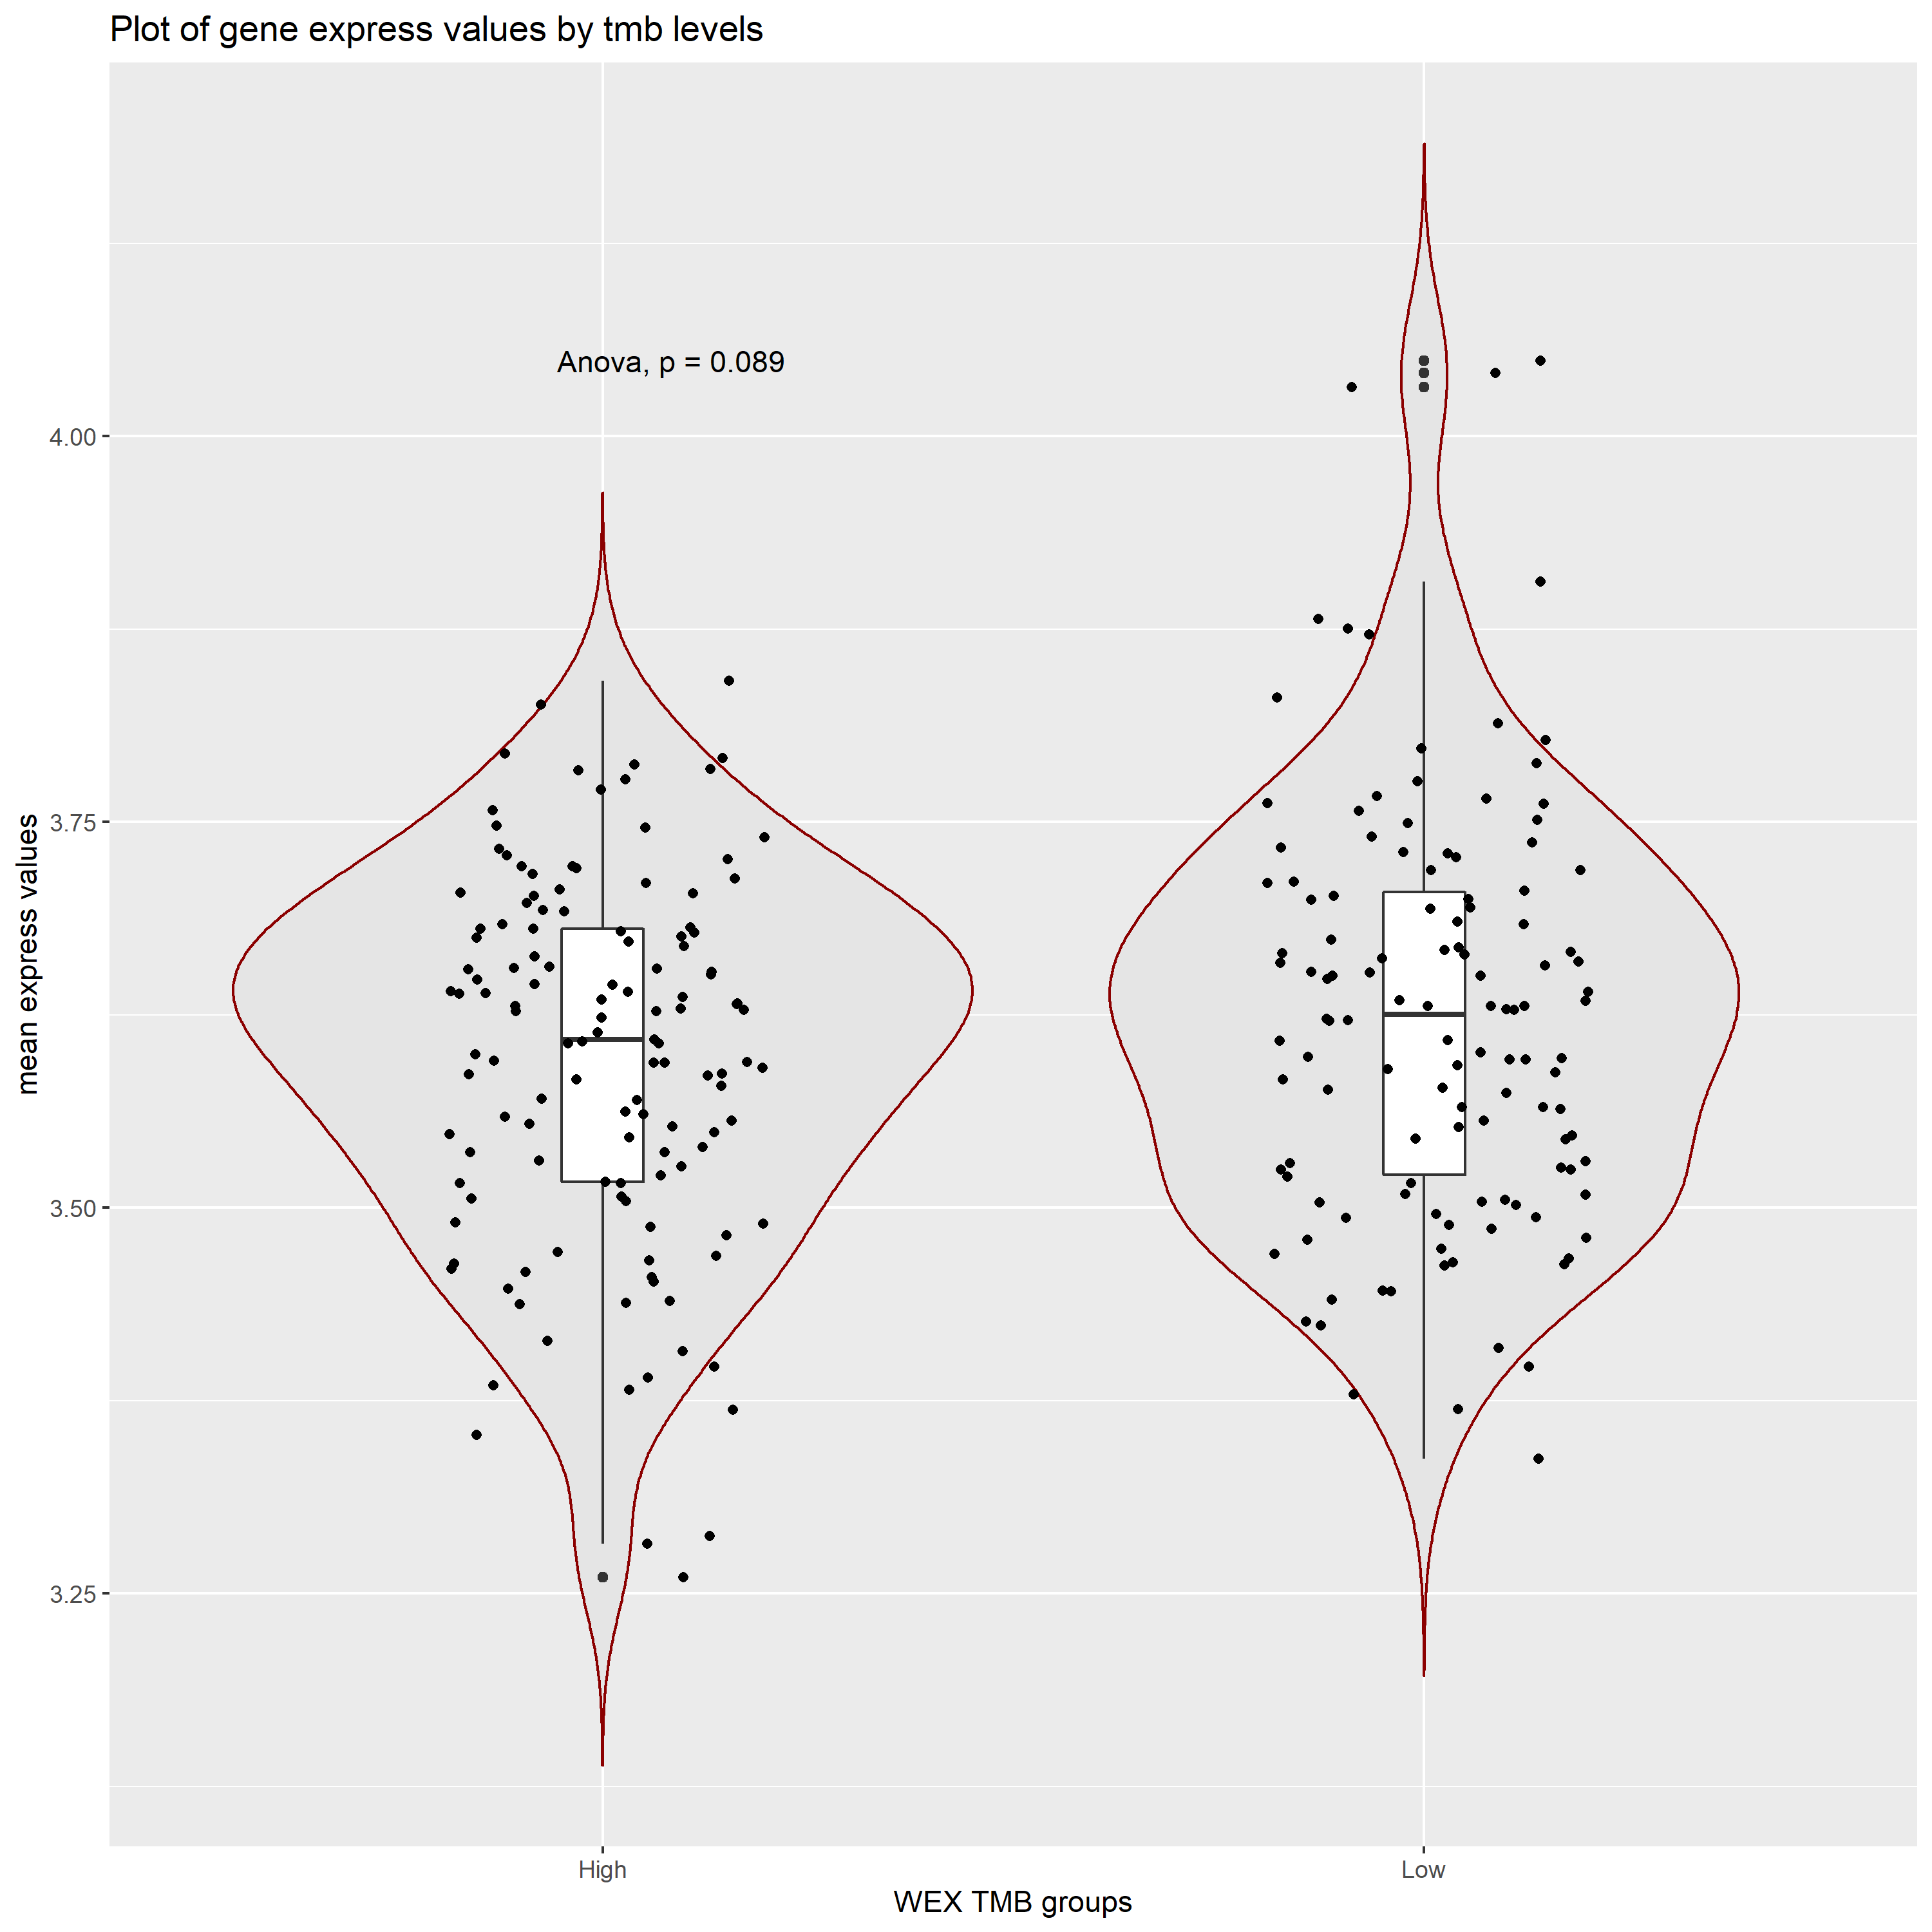 Plot of gene express values by tmb levels
Anova, p = 0.089
4.00
3.75
3.50
3.25
mean express values
High
Low
WEX TMB groups